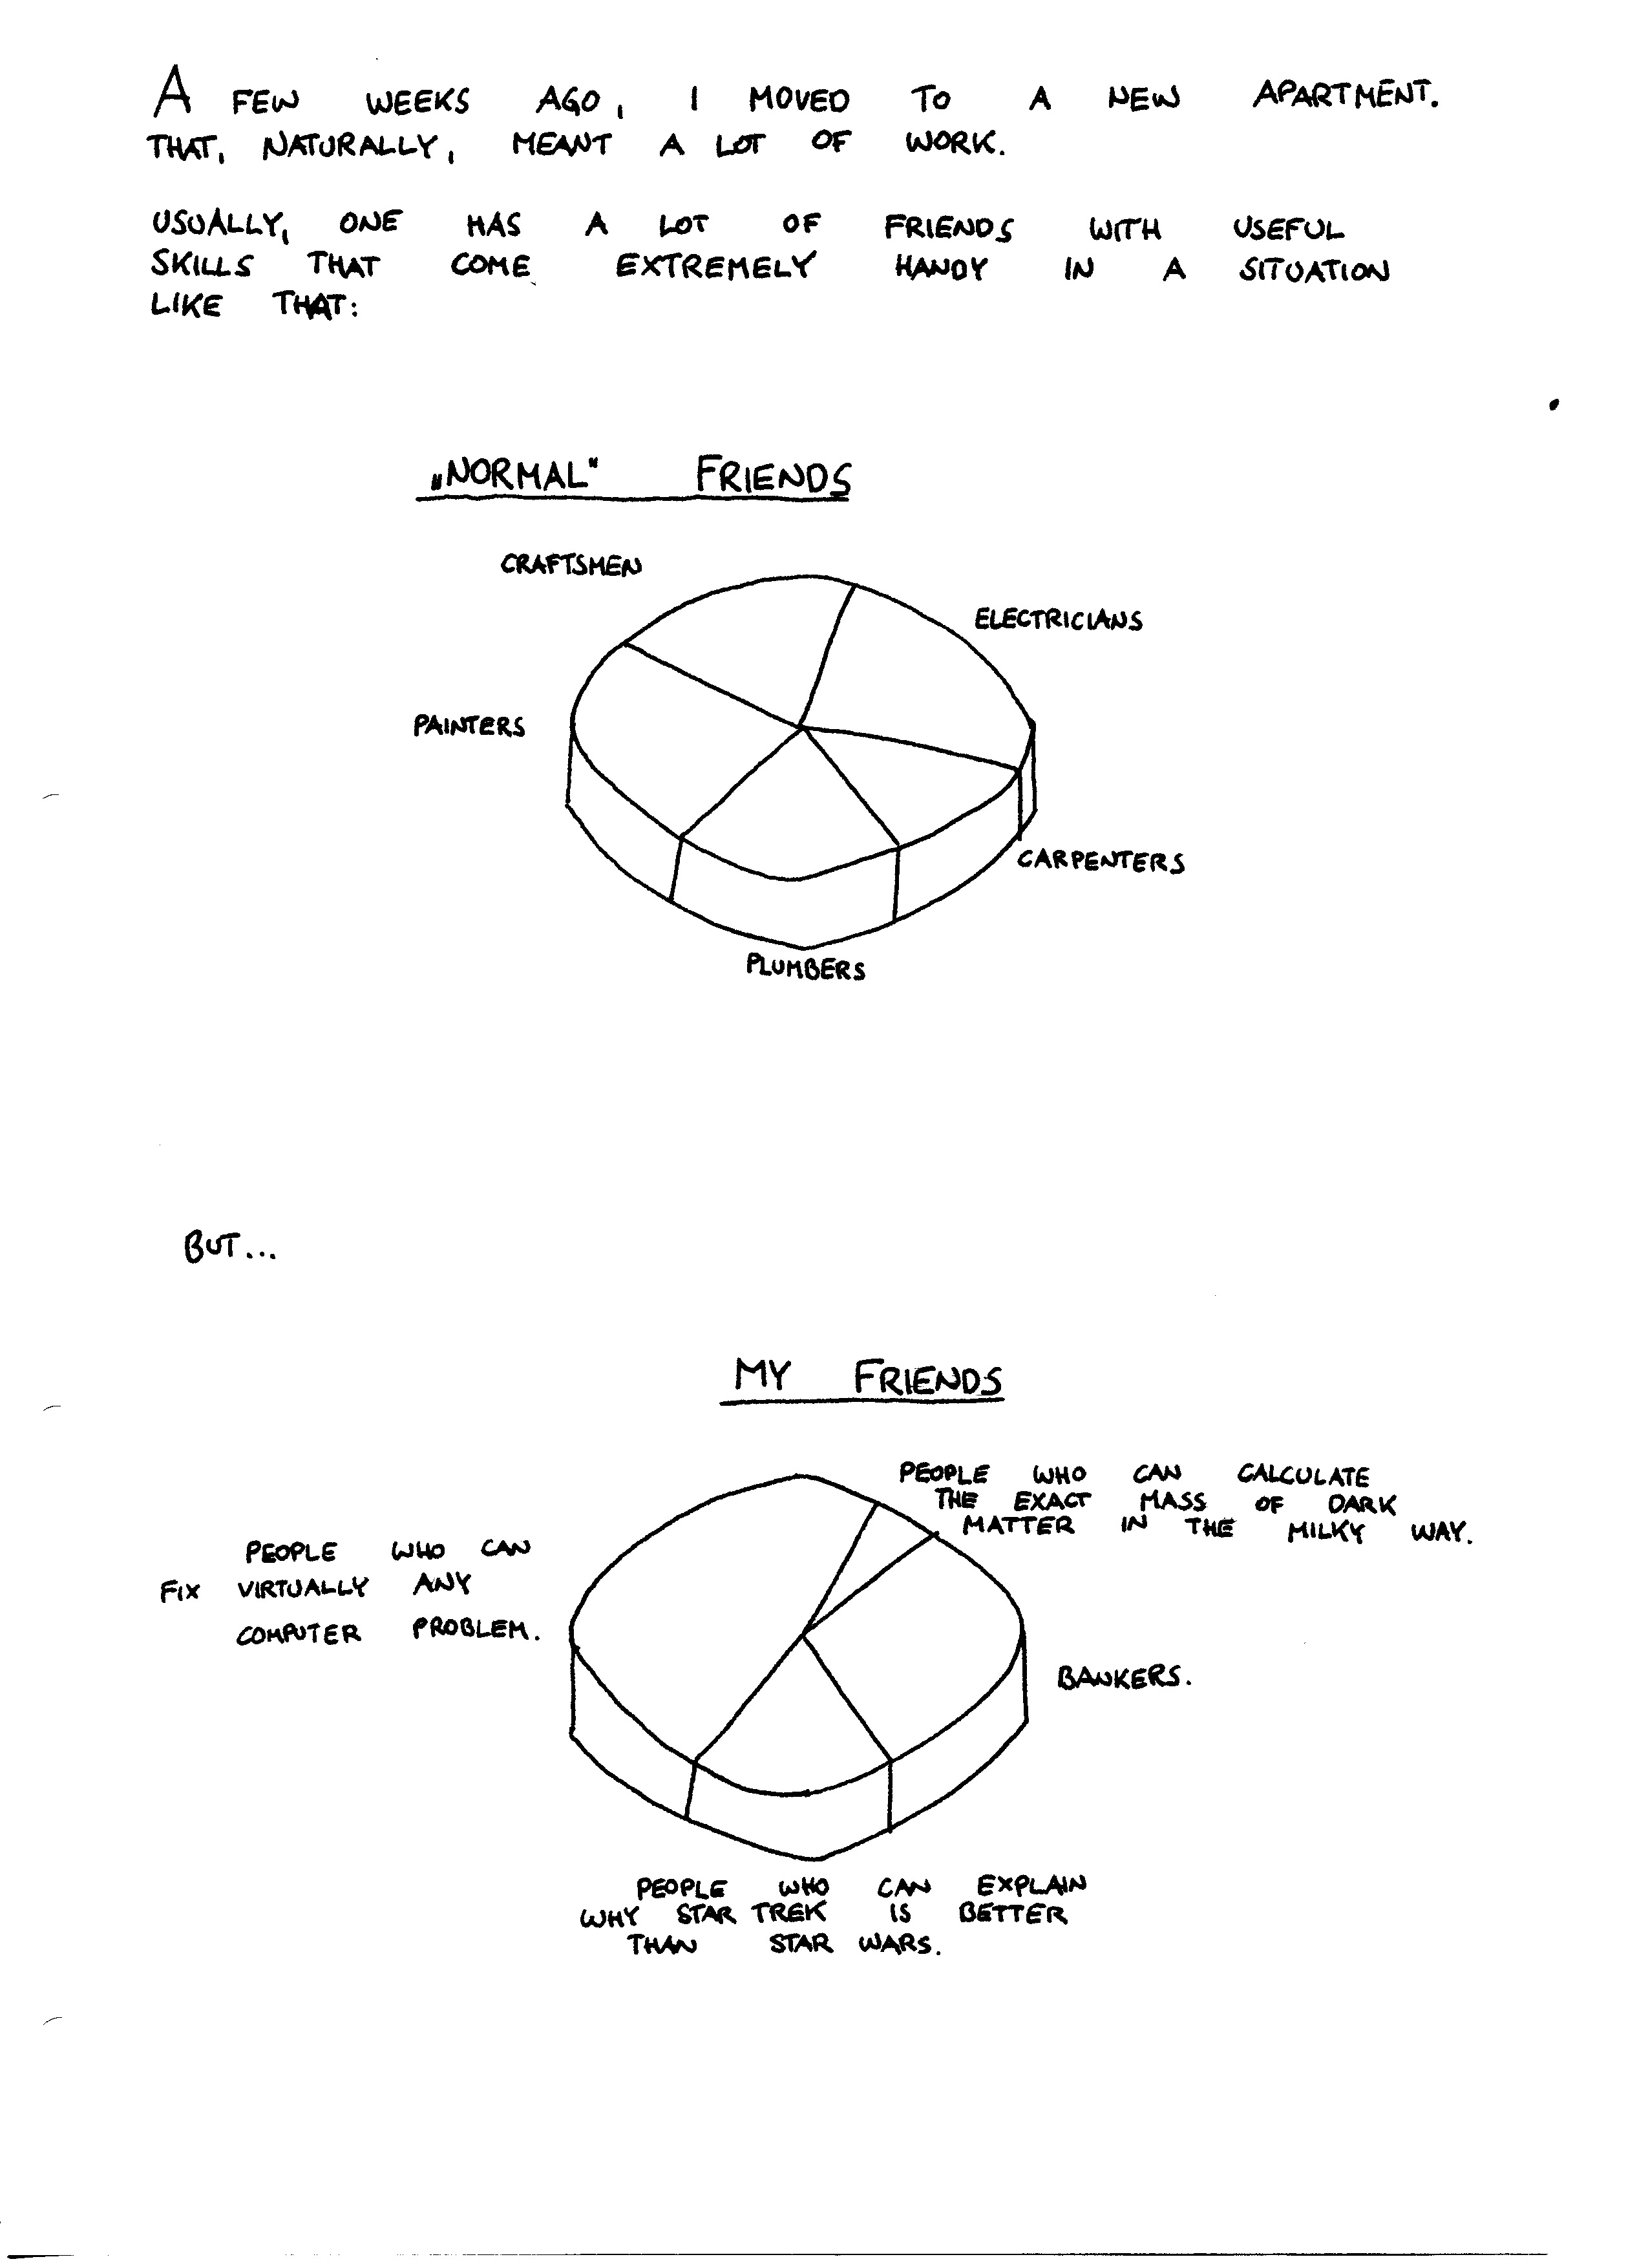 A FEW WEEKS AGO, I MOVED TO A NEW APARTMENT.
THAT, NATURALLY, MEANT A LOT OF WORK.
USUALLY, ONE HAS A LOT OF FRIENDS WITH USEFUL
SKILLS THAT COME EXTREMELY HANDY IN A SITUATION
LIKE THAT:
„NORMAL“ FRIENDS
CRAFTSMEN
ELECTRICIANS
PAINTERS
CARPENTERS
PLUMBERS
BUT...
MY FRIENDS
PEOPLE WHO CAN CALCULATE
THE EXACT MASS OF DARK
MATTER IN THE MILKY WAY.
PEOPLE WHO CAN
FIX VIRTUALLY ANY
COMPUTER PROBLEM.
BANKERS.
PEOPLE WHO CAN EXPLAIN
WHY STAR TREK IS BETTER
THAN STAR WARS.